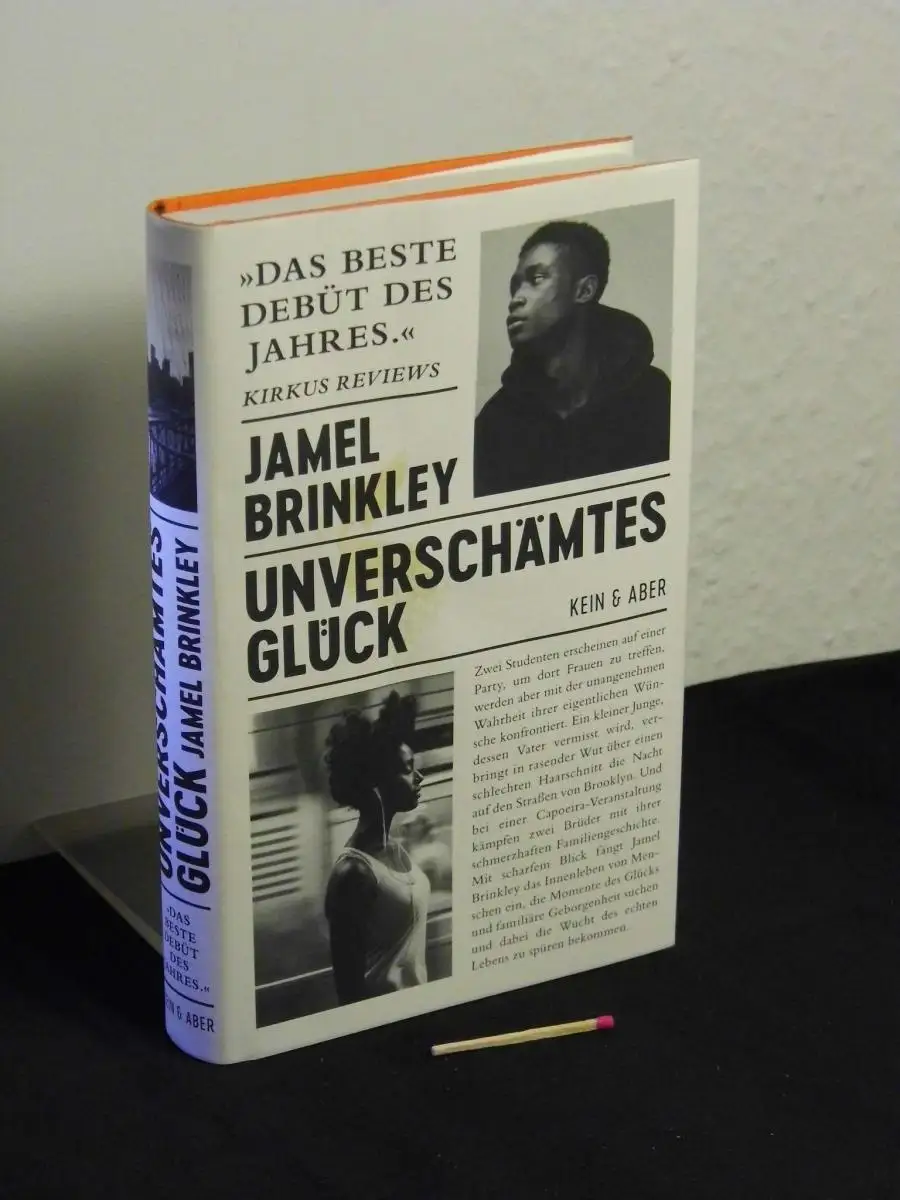 »DAS BESTE
DEBÜT DES
JAHRES.«
KIRKUS REVIEWS
JAMEL
BRINKLEY
UNVERSCHÄMTES
GLÜCK
KEIN & ABER
Zwei Studenten erscheinen auf einer
Party, um dort Frauen zu treffen,
werden aber mit der unangenehmen
Wahrheit ihrer eigentlichen Wün-
sche konfrontiert. Ein kleiner Junge,
dessen Vater vermisst wird, ver-
bringt in rasender Wut über einen
schlechten Haarschnitt die Nacht
auf den Straßen von Brooklyn. Und
bei einer Capoeira-Veranstaltung
kämpfen zwei Brüder mit ihrer
schmerzhaften Familiengeschichte.
Mit scharfem Blick fängt Jamel
Brinkley das Innenleben von Men-
schen ein, die Momente des Glücks
und familiäre Geborgenheit suchen
und dabei die Wucht des echten
Lebens zu spüren bekommen.
UNVERSCHÄMTES
GLÜCK JAMEL BRINKLEY
»DAS
BESTE
DEBÜT
DES
JAHRES.«
KEIN & ABER